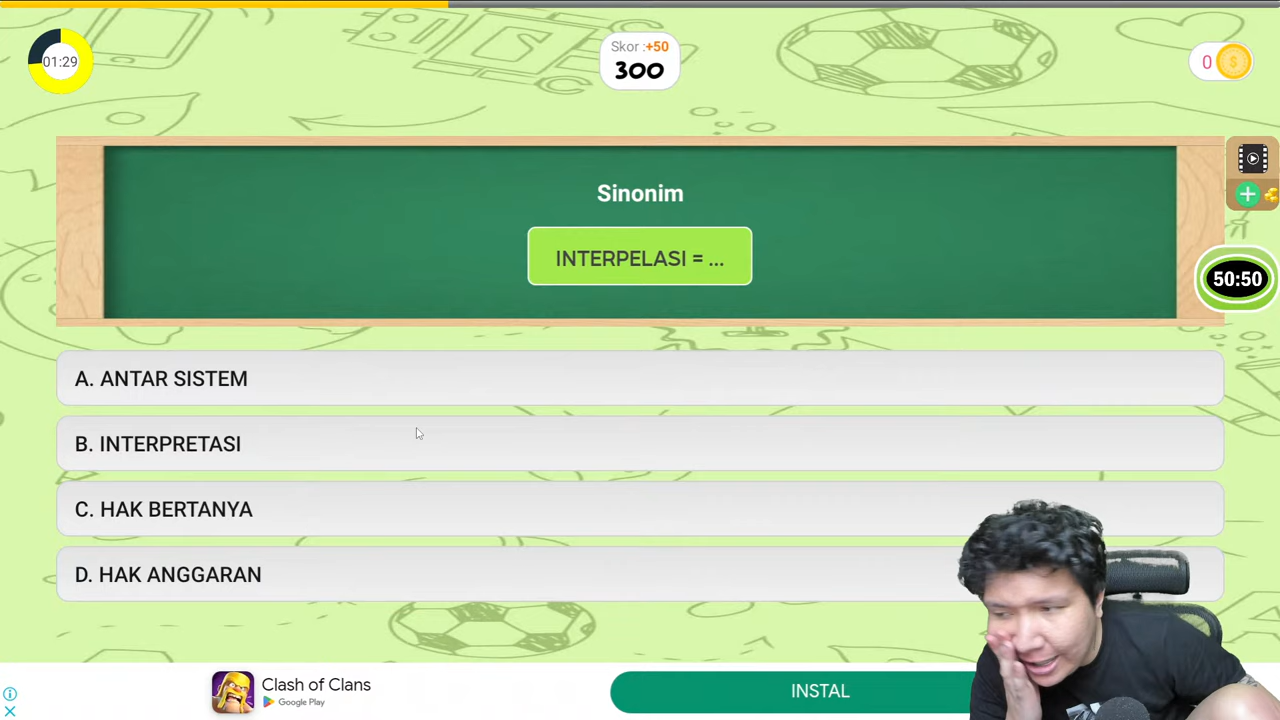 01:29
Skor :+50
300
0
Sinonim
INTERPELASI = ...
50:50
A. ANTAR SISTEM
B. INTERPRETASI
C. HAK BERTANYA
D. HAK ANGGARAN
Clash of Clans
Google Play
INSTAL